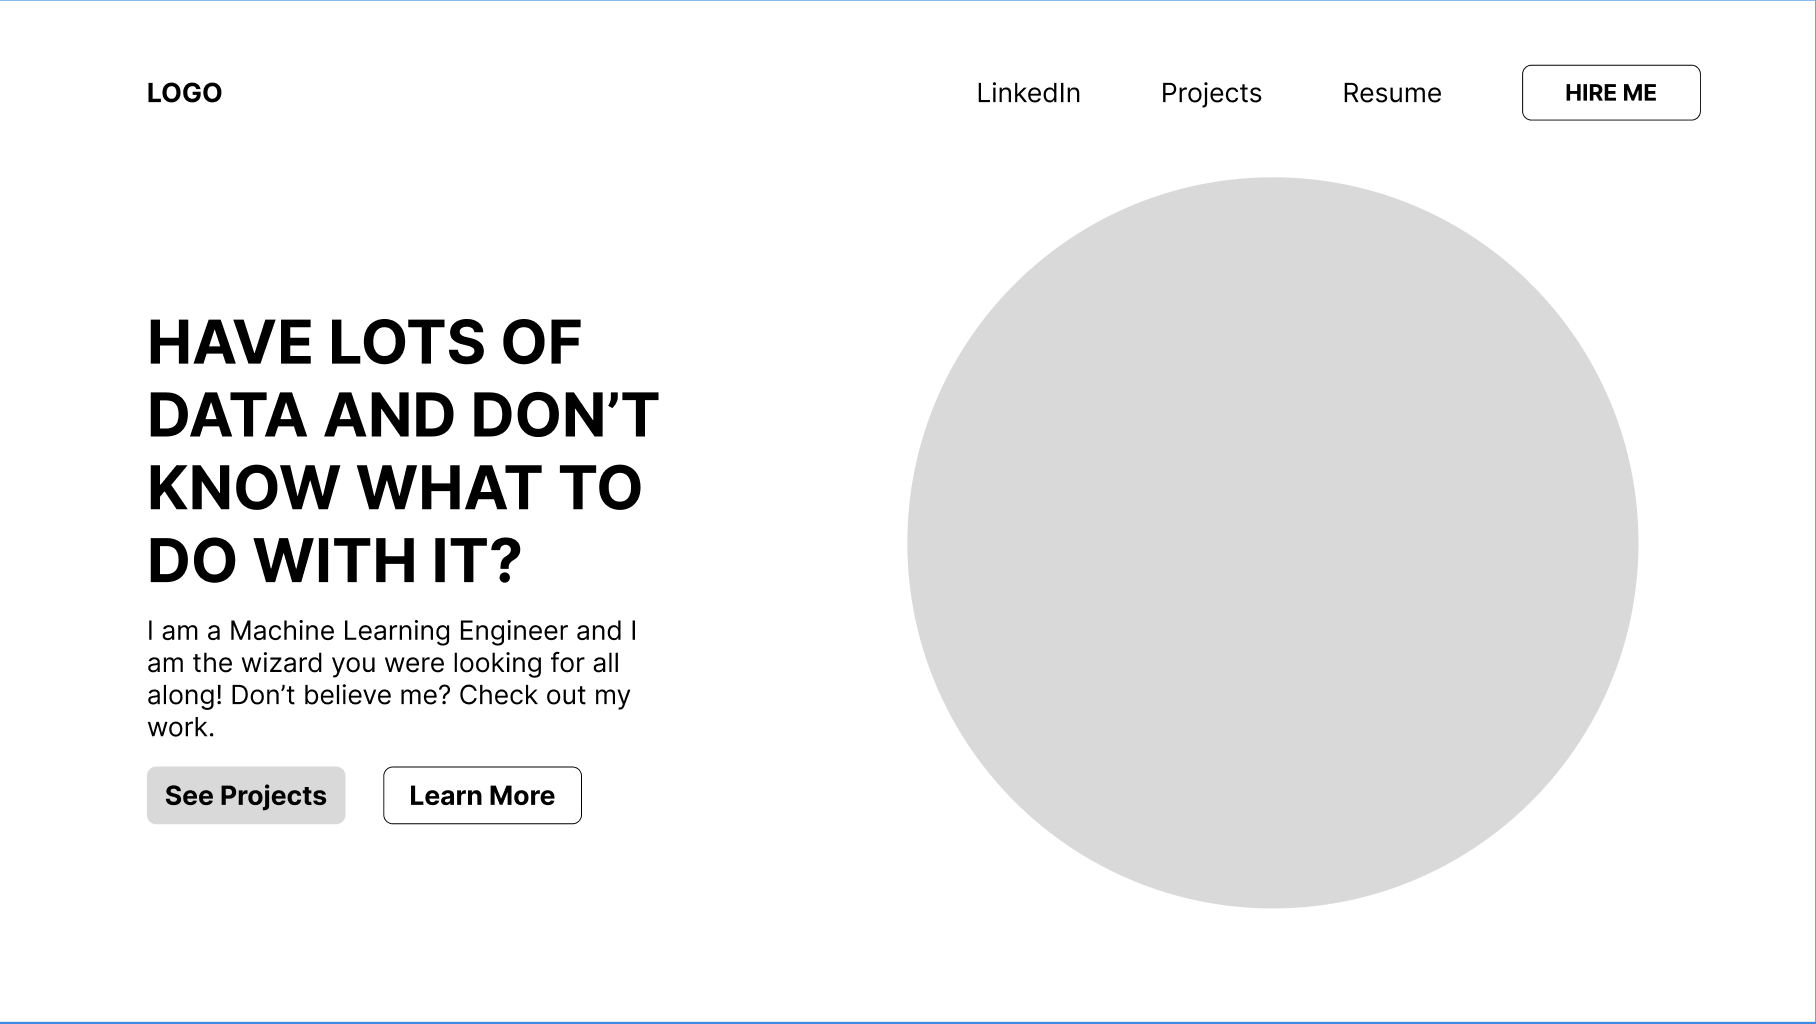 LOGO
LinkedIn
Projects
Resume
HIRE ME
HAVE LOTS OF
DATA AND DON’T
KNOW WHAT TO
DO WITH IT?
I am a Machine Learning Engineer and I
am the wizard you were looking for all
along! Don’t believe me? Check out my
work.
See Projects
Learn More